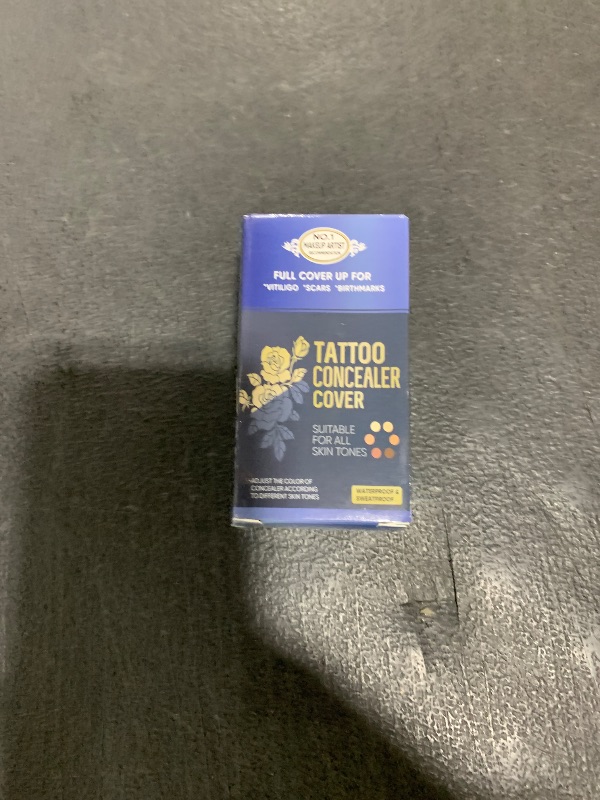 NO.1
MAKEUP ARTIST
RECOMMENDATION
FULL COVER UP FOR
*VITILIGO *SCARS *BIRTHMARKS
TATTOO
CONCEALER
COVER
SUITABLE
FOR ALL
SKIN TONES
ADJUST THE COLOR OF
CONCEALER ACCORDING
TO DIFFERENT SKIN TONES
WATERPROOF &
SWEATPROOF